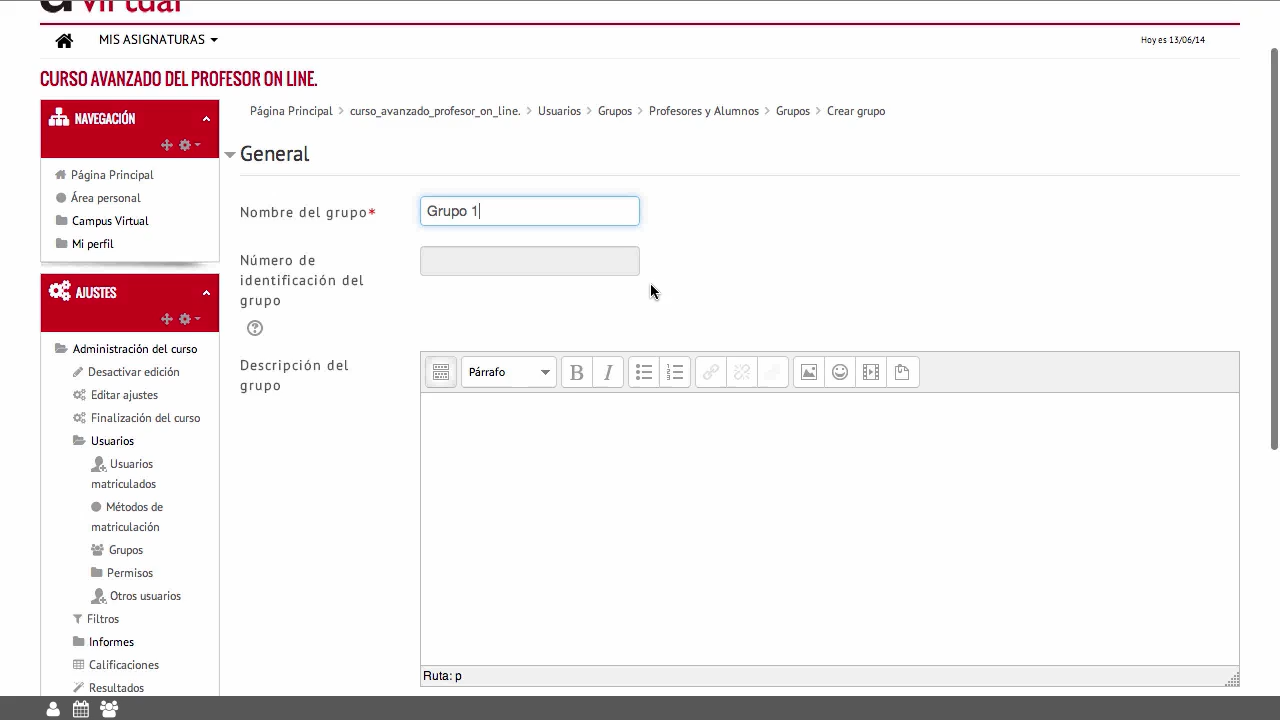 virtual
MIS ASIGNATURAS
Hoy es 13/06/14
CURSO AVANZADO DEL PROFESOR ON LINE.
NAVEGACIÓN
Página Principal
Área personal
Campus Virtual
Mi perfil
AJUSTES
Administración del curso
Desactivar edición
Editar ajustes
Finalización del curso
Usuarios
Usuarios
matriculados
Métodos de
matriculación
Grupos
Permisos
Otros usuarios
Filtros
Informes
Calificaciones
Resultados
Página Principal > curso_avanzado_profesor_on_line. > Usuarios > Grupos > Profesores y Alumnos > Grupos > Crear grupo
General
Nombre del grupo*
Grupo 1
Número de
identificación del
grupo
Descripción del
grupo
Párrafo
B I
Ruta: p